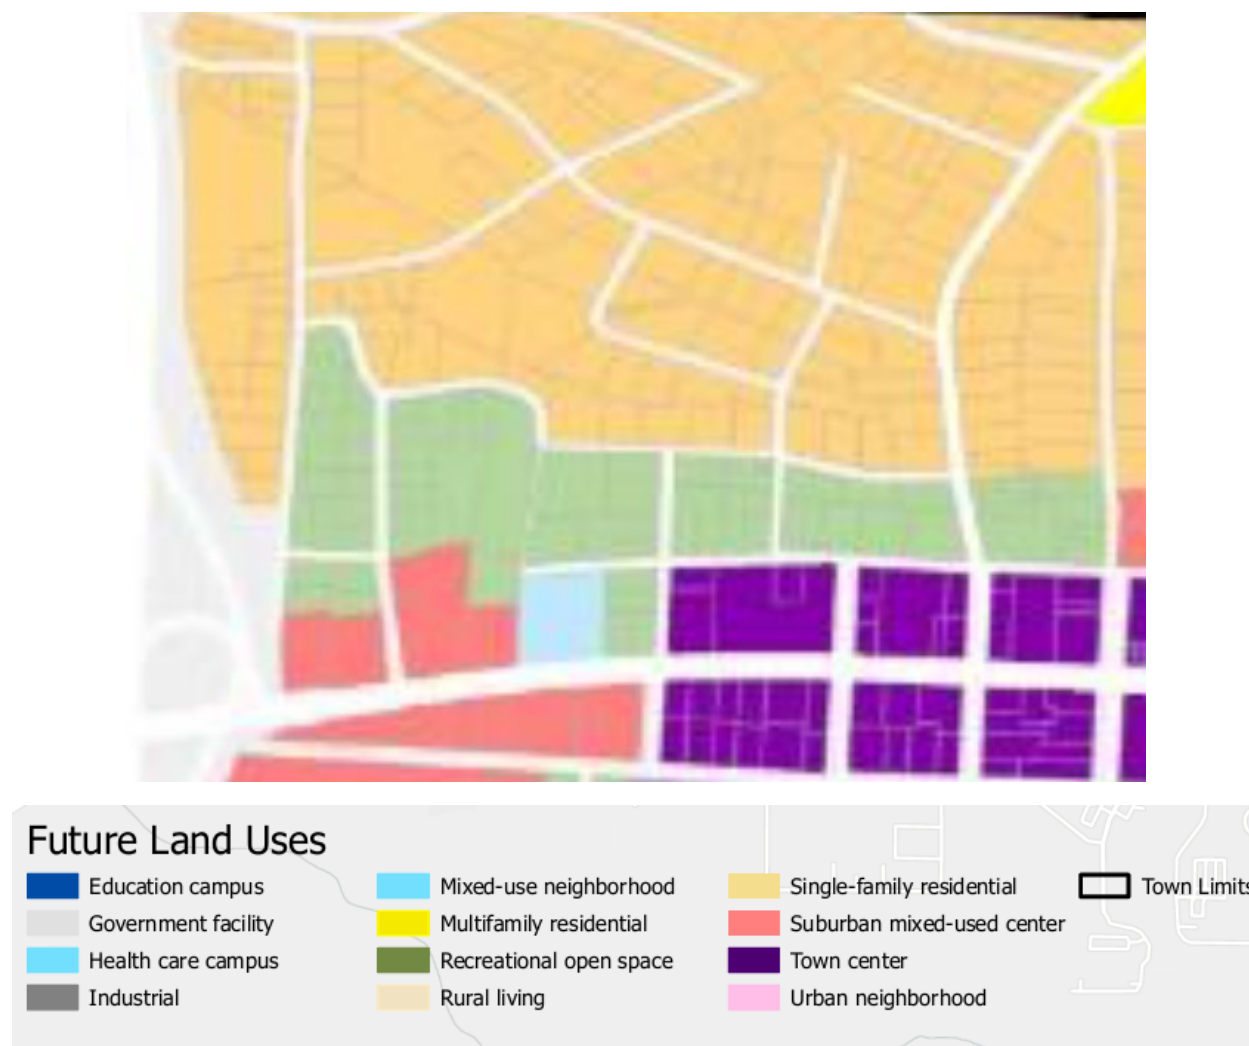 Future Land Uses
Education campus
Government facility
Health care campus
Industrial
Mixed-use neighborhood
Multifamily residential
Recreational open space
Rural living
Single-family residential
Suburban mixed-used center
Town center
Urban neighborhood
Town Limits